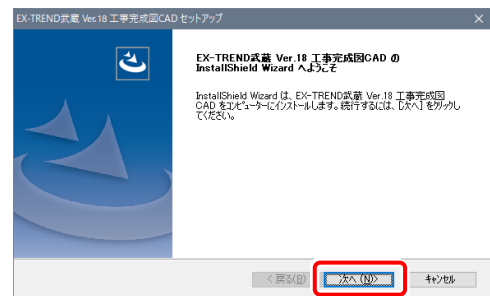 EX-TREND武蔵 Ver.18 工事完成図CAD セットアップ
EX-TREND武蔵 Ver.18 工事完成図CAD の
InstallShield Wizard へようこそ
InstallShield Wizard は、EX-TREND武蔵 Ver.18 工事完成図
CAD をコンピューターにインストールします。続行するには、[次へ] をクリックし
てください。
< 戻る(B)
次へ (N)>
キャンセル